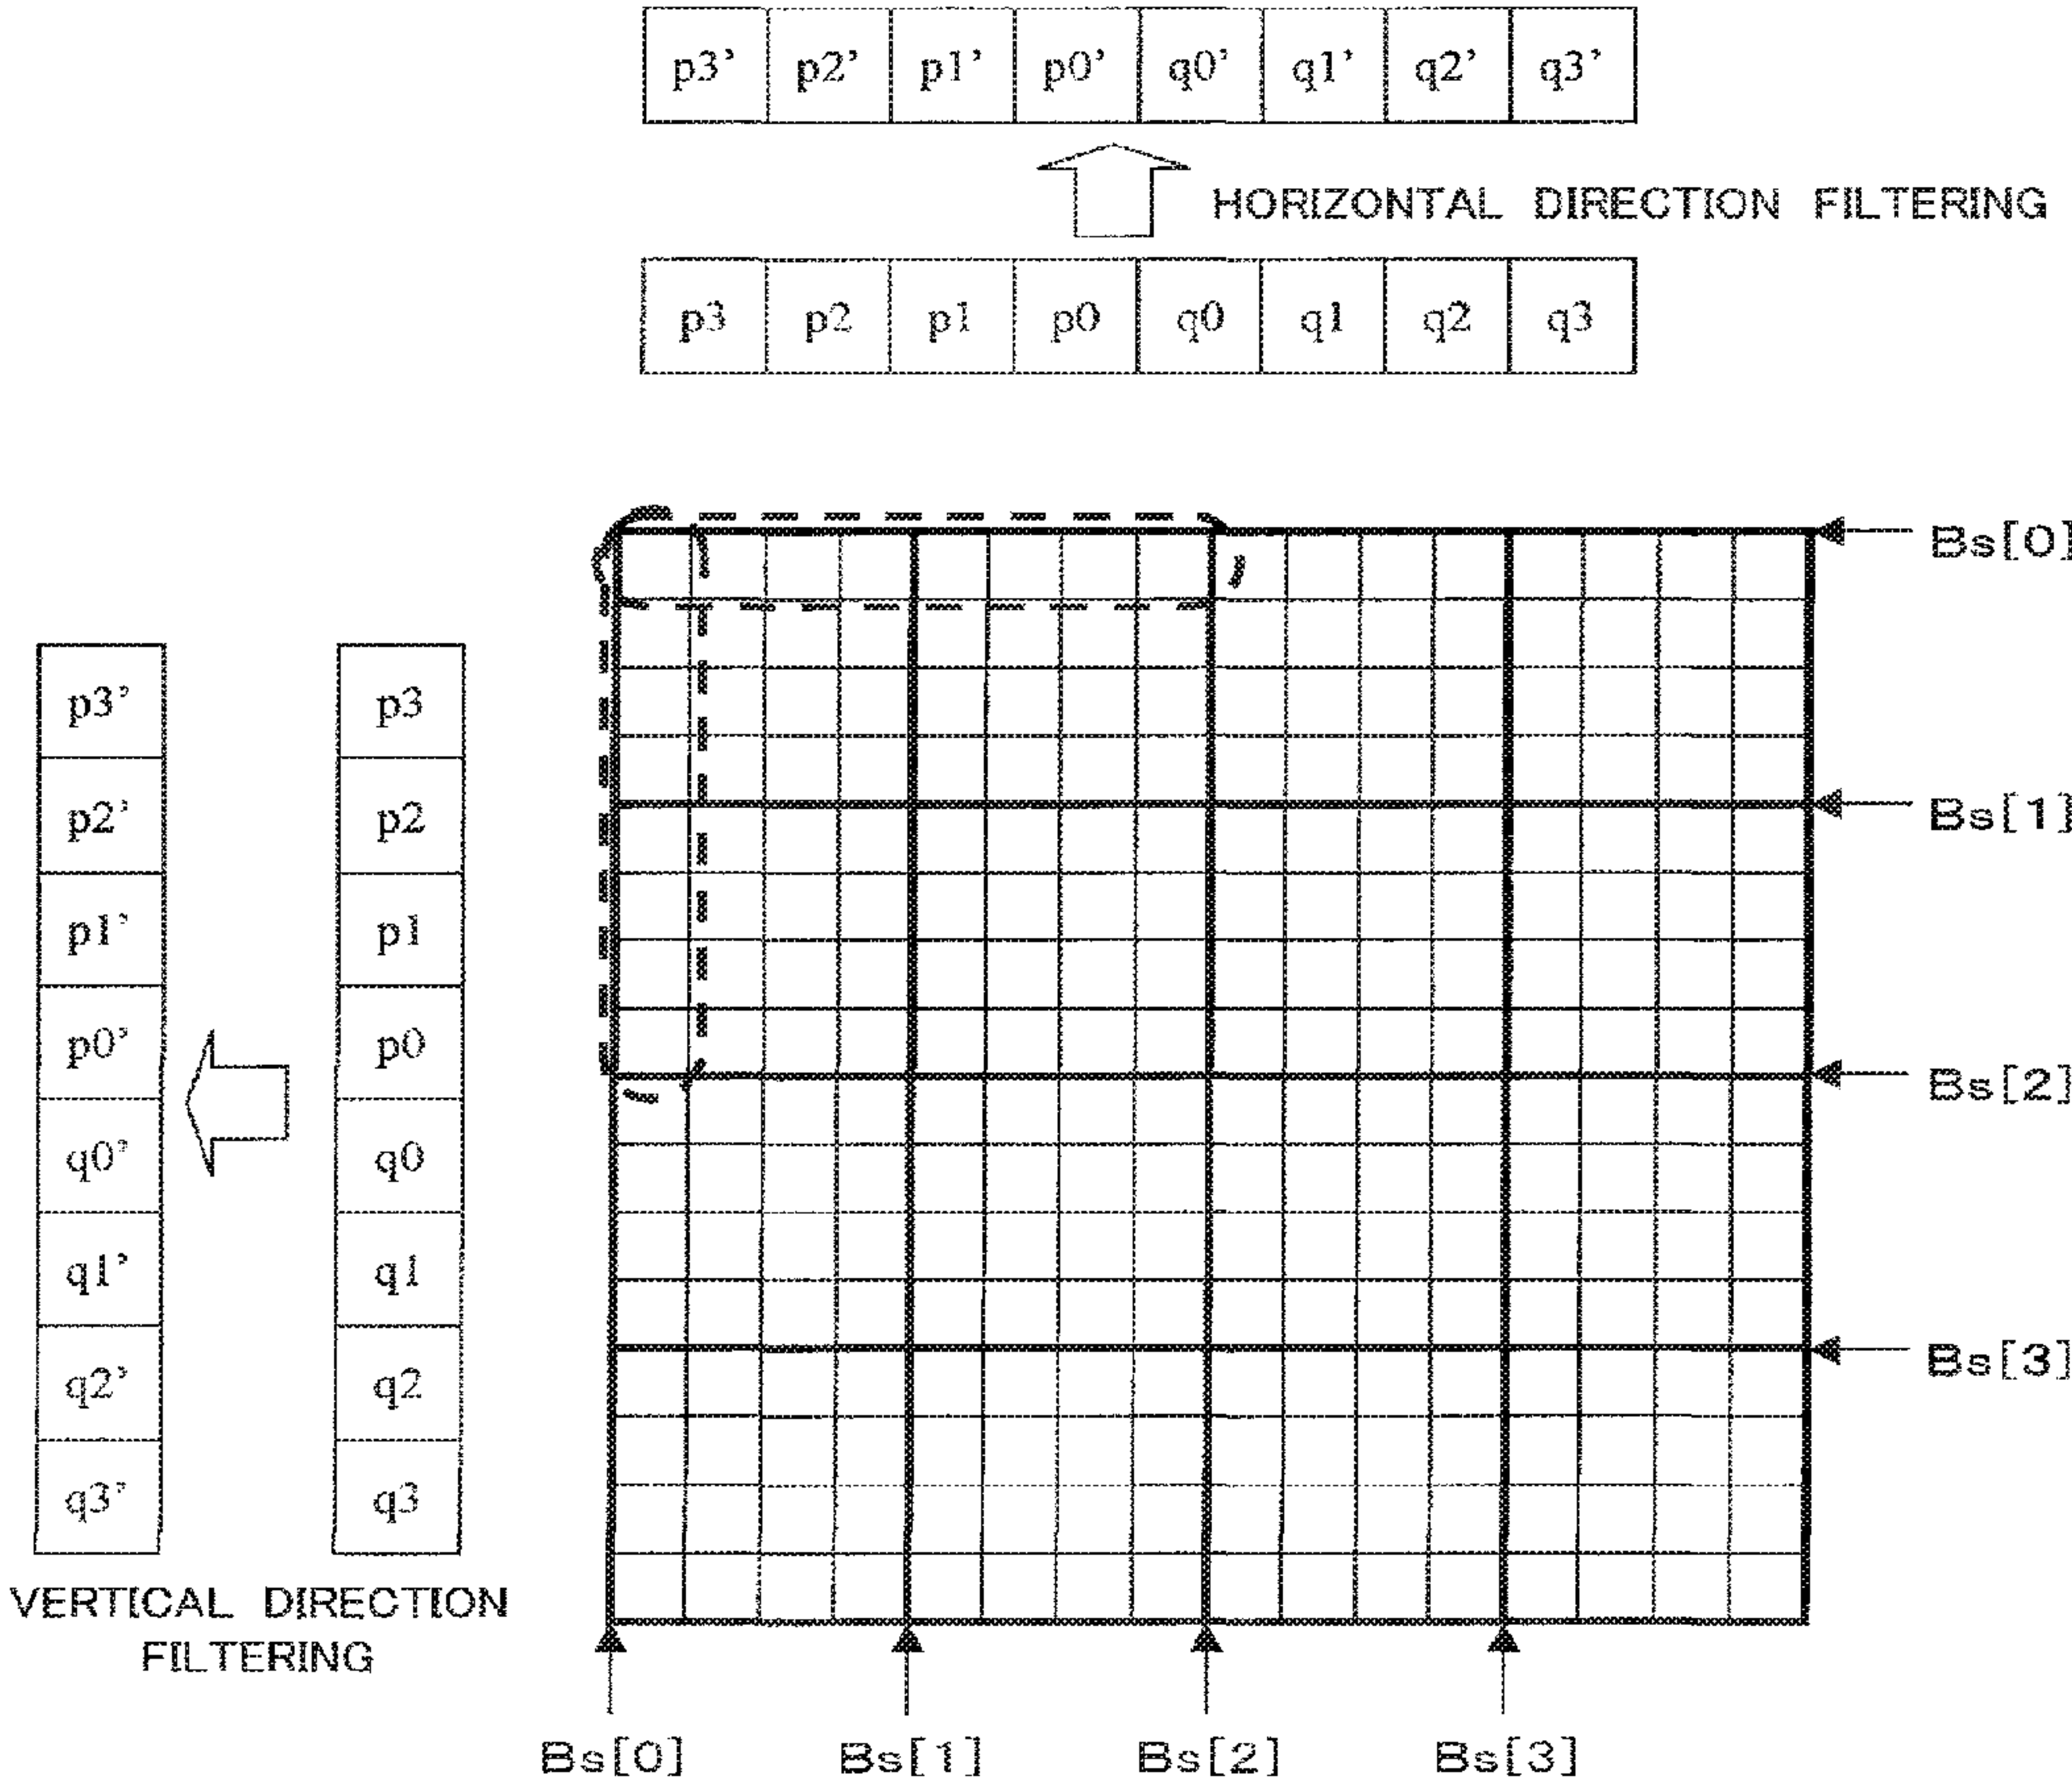 p3' p2' p1' p0' q0' q1' q2' q3'
HORIZONTAL DIRECTION FILTERING
p3 p2 p1 p0 q0 q1 q2 q3
Bs[0]
Bs[1]
Bs[2]
Bs[3]
p3' p3
p2' p2
p1' p1
p0' p0
q0' q0
q1' q1
q2' q2
q3' q3
VERTICAL DIRECTION
FILTERING
Bs[0] Bs[1] Bs[2] Bs[3]